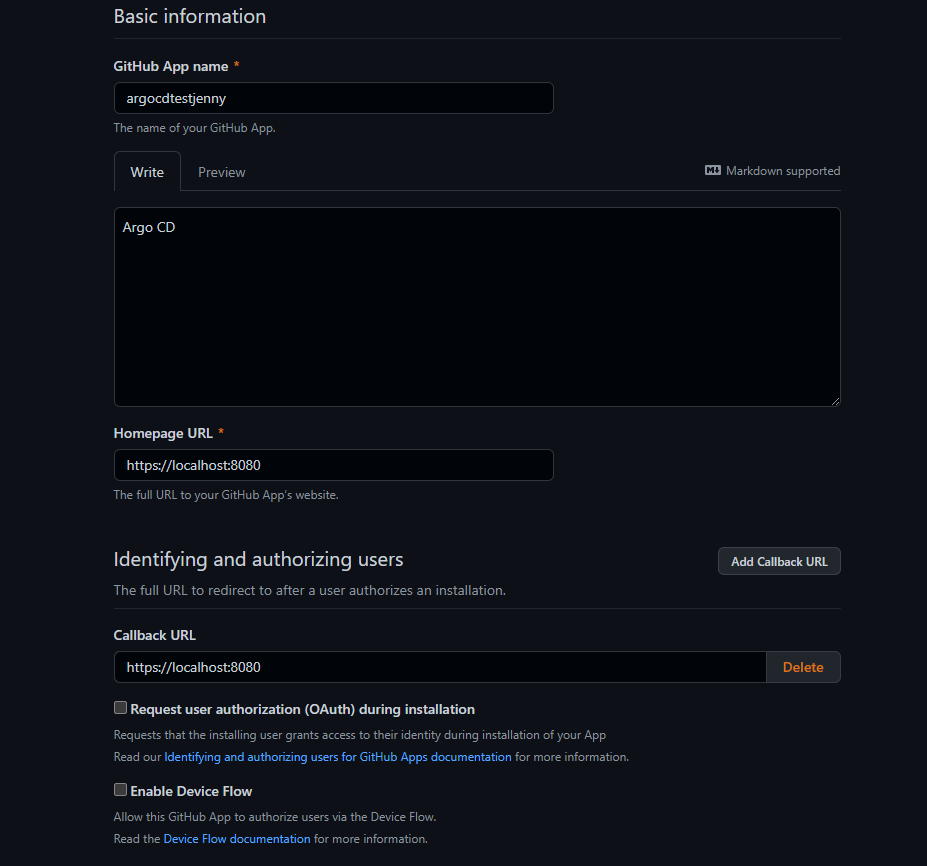 Basic information
GitHub App name *
argocdtestjenny
The name of your GitHub App.
Write Preview Markdown supported
Argo CD
Homepage URL *
https://localhost:8080
The full URL to your GitHub App's website.
Identifying and authorizing users Add Callback URL
The full URL to redirect to after a user authorizes an installation.
Callback URL
https://localhost:8080 Delete
Request user authorization (OAuth) during installation
Requests that the installing user grants access to their identity during installation of your App
Read our Identifying and authorizing users for GitHub Apps documentation for more information.
Enable Device Flow
Allow this GitHub App to authorize users via the Device Flow.
Read the Device Flow documentation for more information.